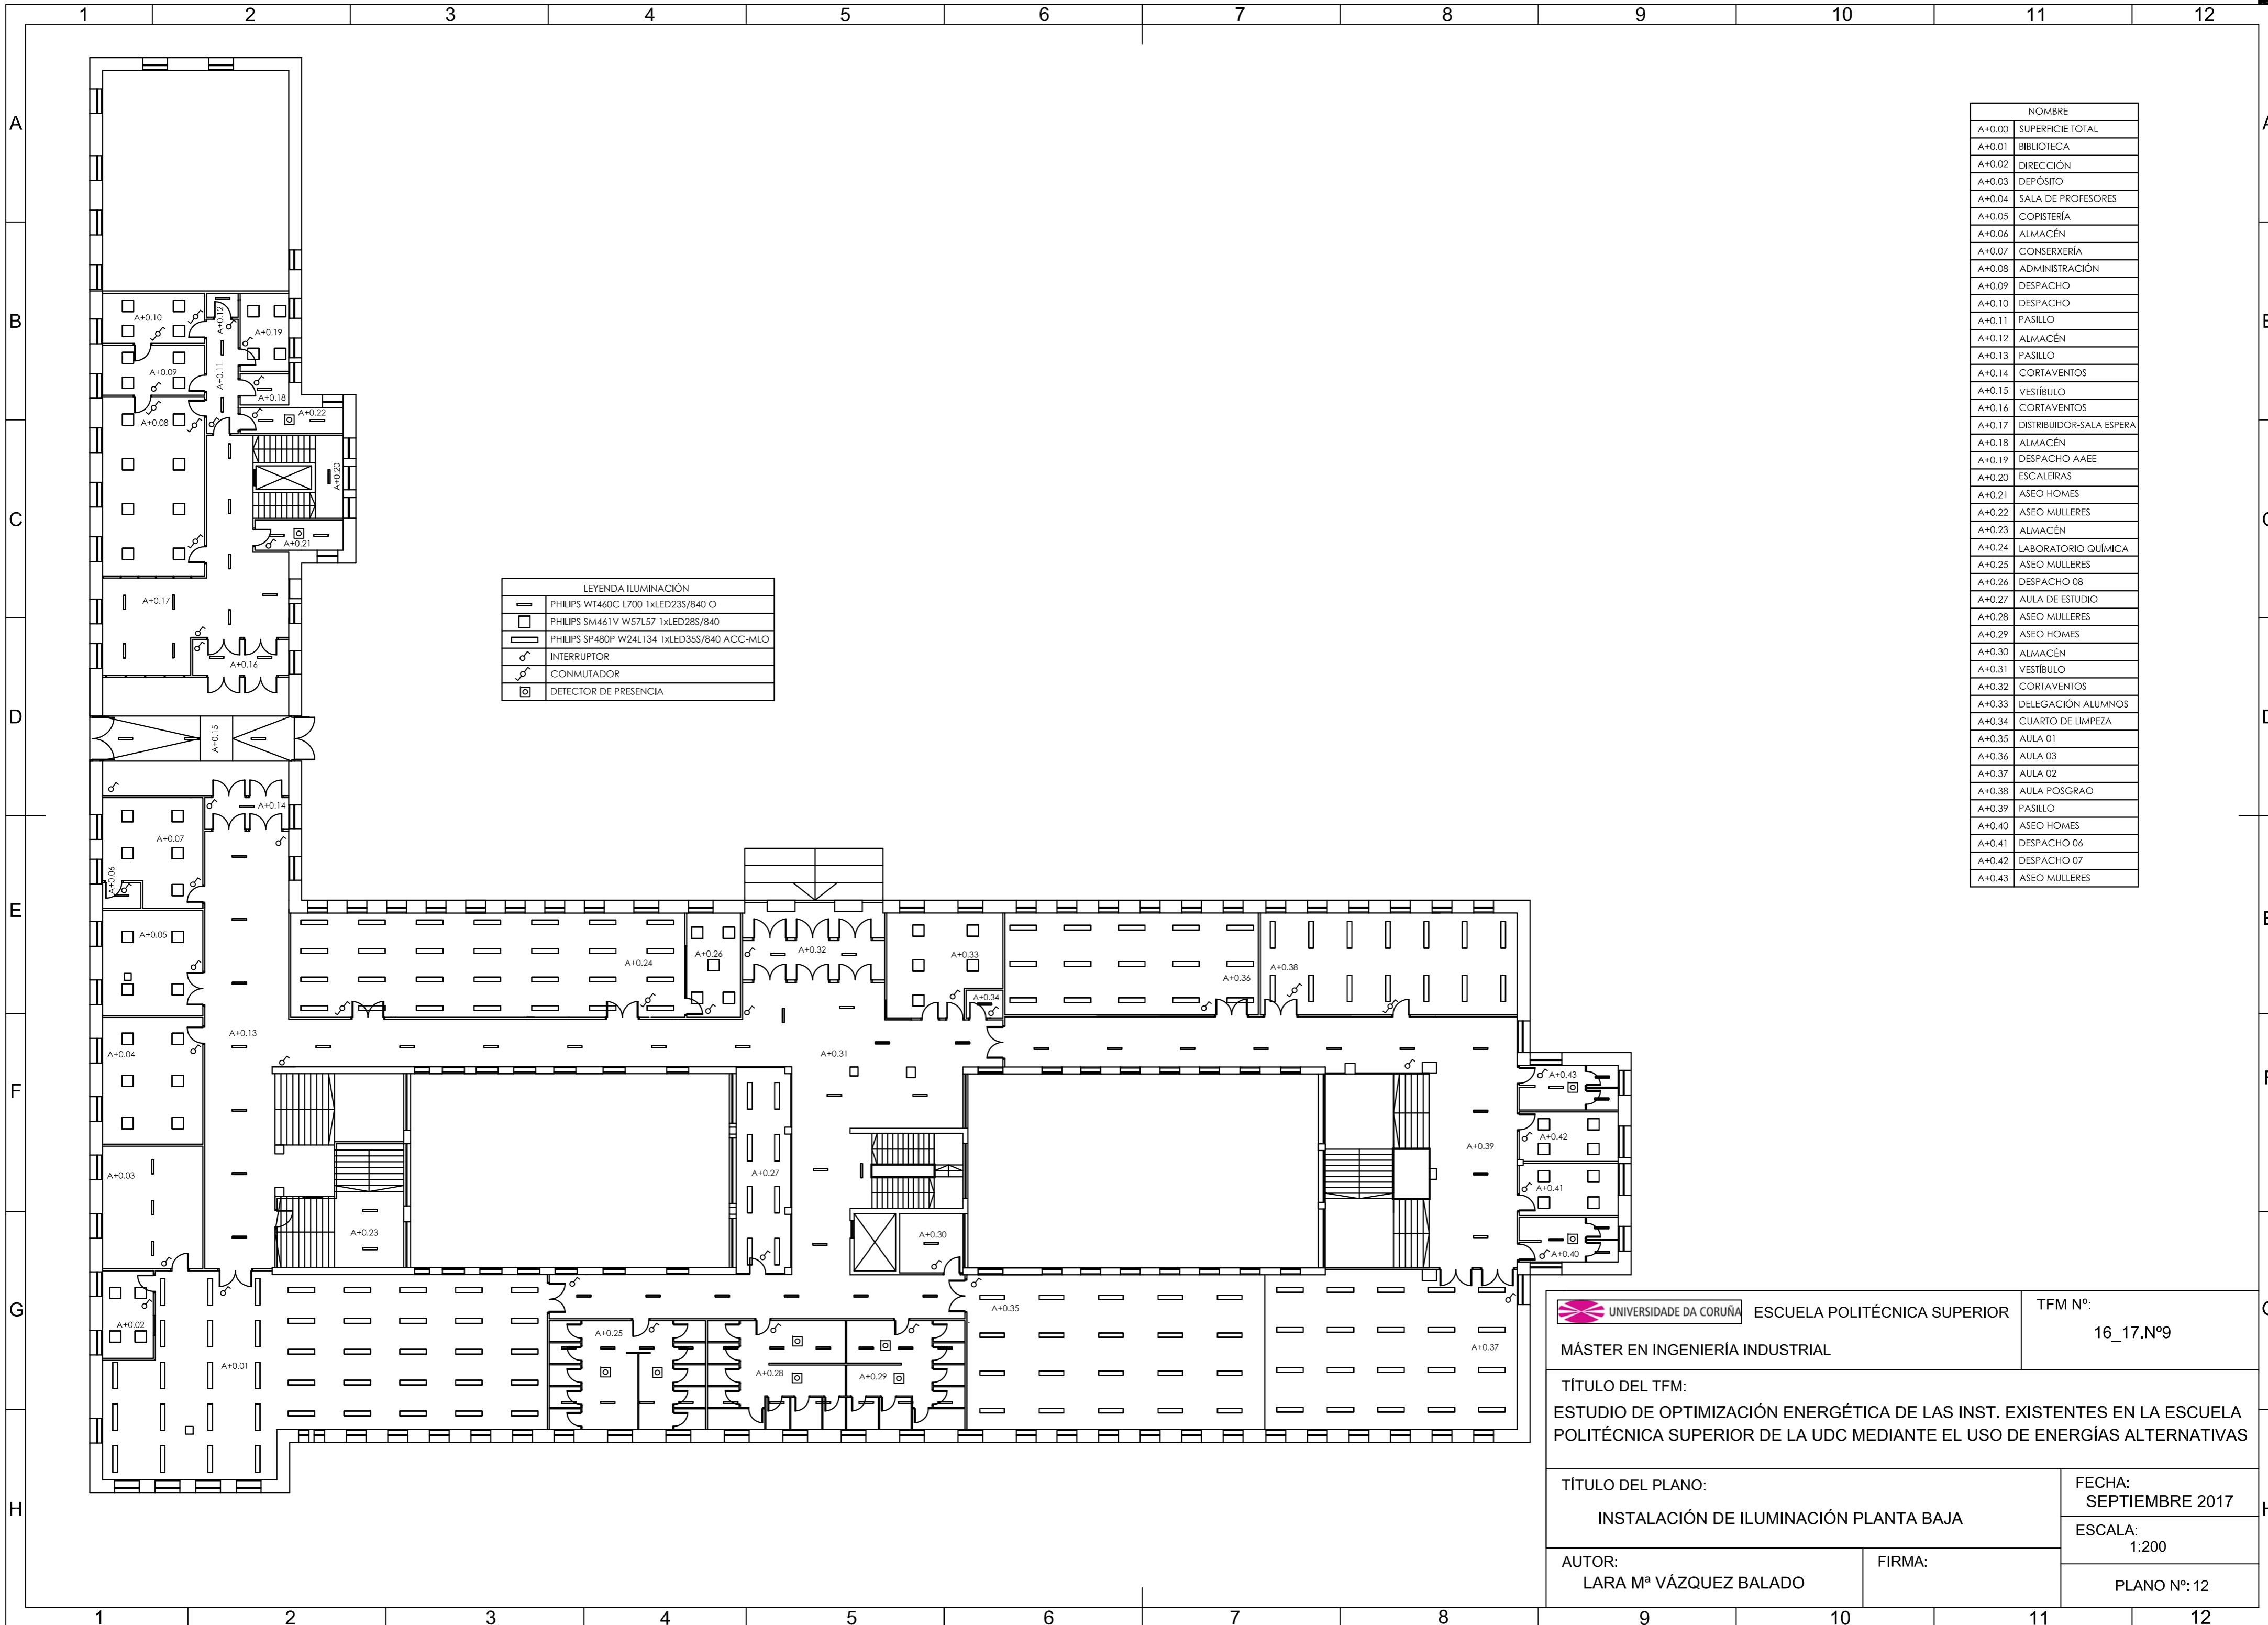 1 2 3 4 5 6 7 8 9 10 11 12
A
B
C
D
E
F
G
H
A
B
C
D
E
F
G
H
NOMBRE
A+0.00 SUPERFICIE TOTAL
A+0.01 BIBLIOTECA
A+0.02 DIRECCIÓN
A+0.03 DEPÓSITO
A+0.04 SALA DE PROFESORES
A+0.05 COPISTERÍA
A+0.06 ALMACÉN
A+0.07 CONSERXERÍA
A+0.08 ADMINISTRACIÓN
A+0.09 DESPACHO
A+0.10 DESPACHO
A+0.11 PASILLO
A+0.12 ALMACÉN
A+0.13 PASILLO
A+0.14 CORTAVENTOS
A+0.15 VESTÍBULO
A+0.16 CORTAVENTOS
A+0.17 DISTRIBUIDOR-SALA ESPERA
A+0.18 ALMACÉN
A+0.19 DESPACHO AAEE
A+0.20 ESCALEIRAS
A+0.21 ASEO HOMES
A+0.22 ASEO MULLERES
A+0.23 ALMACÉN
A+0.24 LABORATORIO QUÍMICA
A+0.25 ASEO MULLERES
A+0.26 DESPACHO 08
A+0.27 AULA DE ESTUDIO
A+0.28 ASEO MULLERES
A+0.29 ASEO HOMES
A+0.30 ALMACÉN
A+0.31 VESTÍBULO
A+0.32 CORTAVENTOS
A+0.33 DELEGACIÓN ALUMNOS
A+0.34 CUARTO DE LIMPEZA
A+0.35 AULA 01
A+0.36 AULA 03
A+0.37 AULA 02
A+0.38 AULA POSGRAO
A+0.39 PASILLO
A+0.40 ASEO HOMES
A+0.41 DESPACHO 06
A+0.42 DESPACHO 07
A+0.43 ASEO MULLERES
A+0.10
A+0.12
A+0.19
A+0.09
A+0.11
A+0.18
A+0.08
A+0.22
A+0.20
A+0.21
A+0.17
A+0.16
A+0.15
LEYENDA ILUMINACIÓN
PHILIPS WT460C L700 1xLED23S/840 O
PHILIPS SM461V W57L57 1xLED28S/840
PHILIPS SP480P W24L134 1xLED35S/840 ACC-MLO
INTERRUPTOR
CONMUTADOR
DETECTOR DE PRESENCIA
A+0.14
A+0.07
A+0.06
A+0.05
A+0.24
A+0.26
A+0.32
A+0.33
A+0.34
A+0.36
A+0.38
A+0.13
A+0.04
A+0.31
A+0.43
A+0.42
A+0.39
A+0.03
A+0.27
A+0.41
A+0.23
A+0.30
A+0.40
A+0.02
A+0.01
A+0.25
A+0.28
A+0.29
A+0.35
A+0.37
UNIVERSIDADE DA CORUÑA
ESCUELA POLITÉCNICA SUPERIOR
MÁSTER EN INGENIERÍA INDUSTRIAL
TFM Nº:
16_17.Nº9
TÍTULO DEL TFM:
ESTUDIO DE OPTIMIZACIÓN ENERGÉTICA DE LAS INST. EXISTENTES EN LA ESCUELA
POLITÉCNICA SUPERIOR DE LA UDC MEDIANTE EL USO DE ENERGÍAS ALTERNATIVAS
TÍTULO DEL PLANO:
INSTALACIÓN DE ILUMINACIÓN PLANTA BAJA
FECHA:
SEPTIEMBRE 2017
ESCALA:
1:200
AUTOR:
LARA Mª VÁZQUEZ BALADO
FIRMA:
PLANO Nº: 12
1 2 3 4 5 6 7 8 9 10 11 12